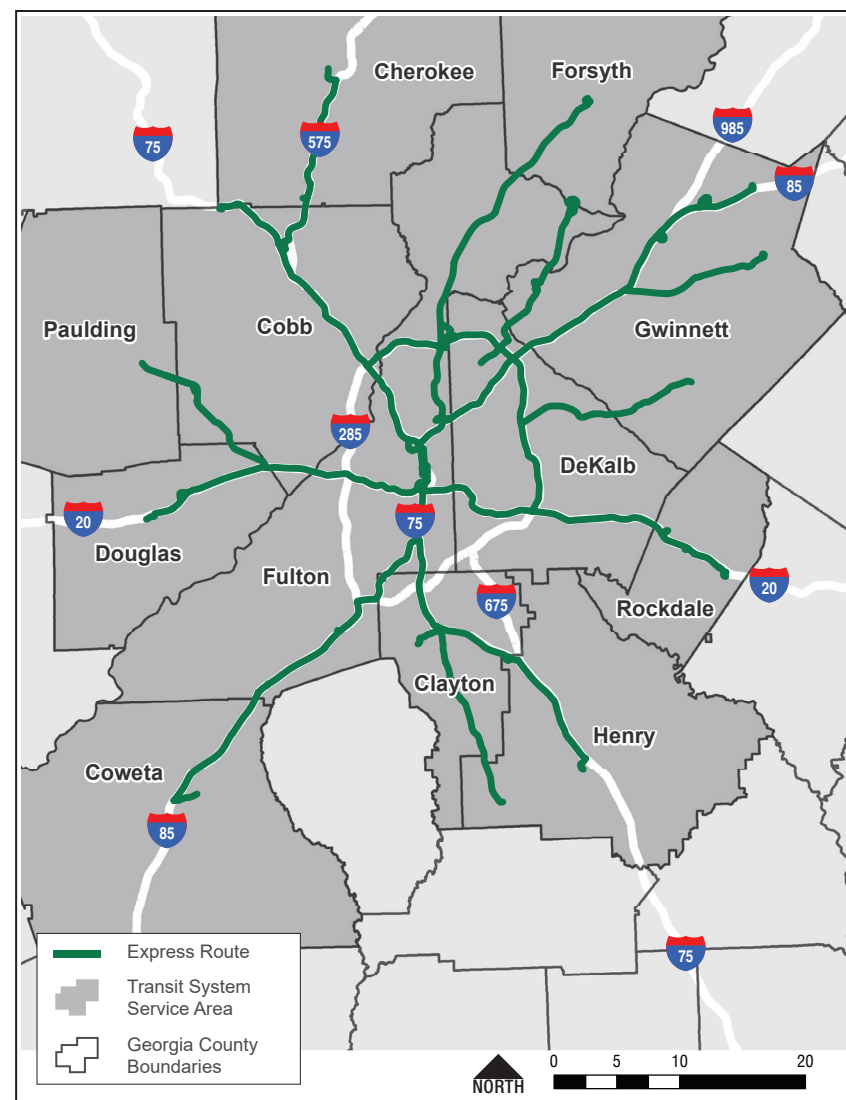 Cherokee
Forsyth
985
575
75
85
Paulding
Cobb
Gwinnett
285
DeKalb
20
75
Douglas
Fulton
20
675
Rockdale
Clayton
Henry
Coweta
85
75
Express Route
Transit System
Service Area
Georgia County
Boundaries
NORTH
0 5 10 20